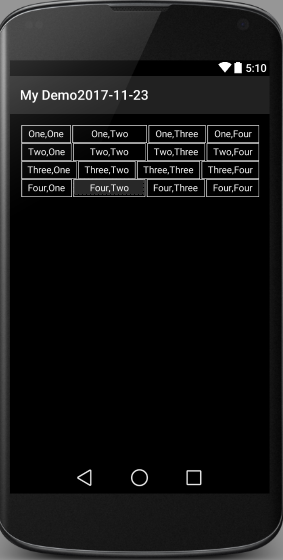 5:10
My Demo2017-11-23
One,One One,Two One,Three One,Four
Two,One Two,Two Two,Three Two,Four
Three,One Three,Two Three,Three Three,Four
Four,One Four,Two Four,Three Four,Four